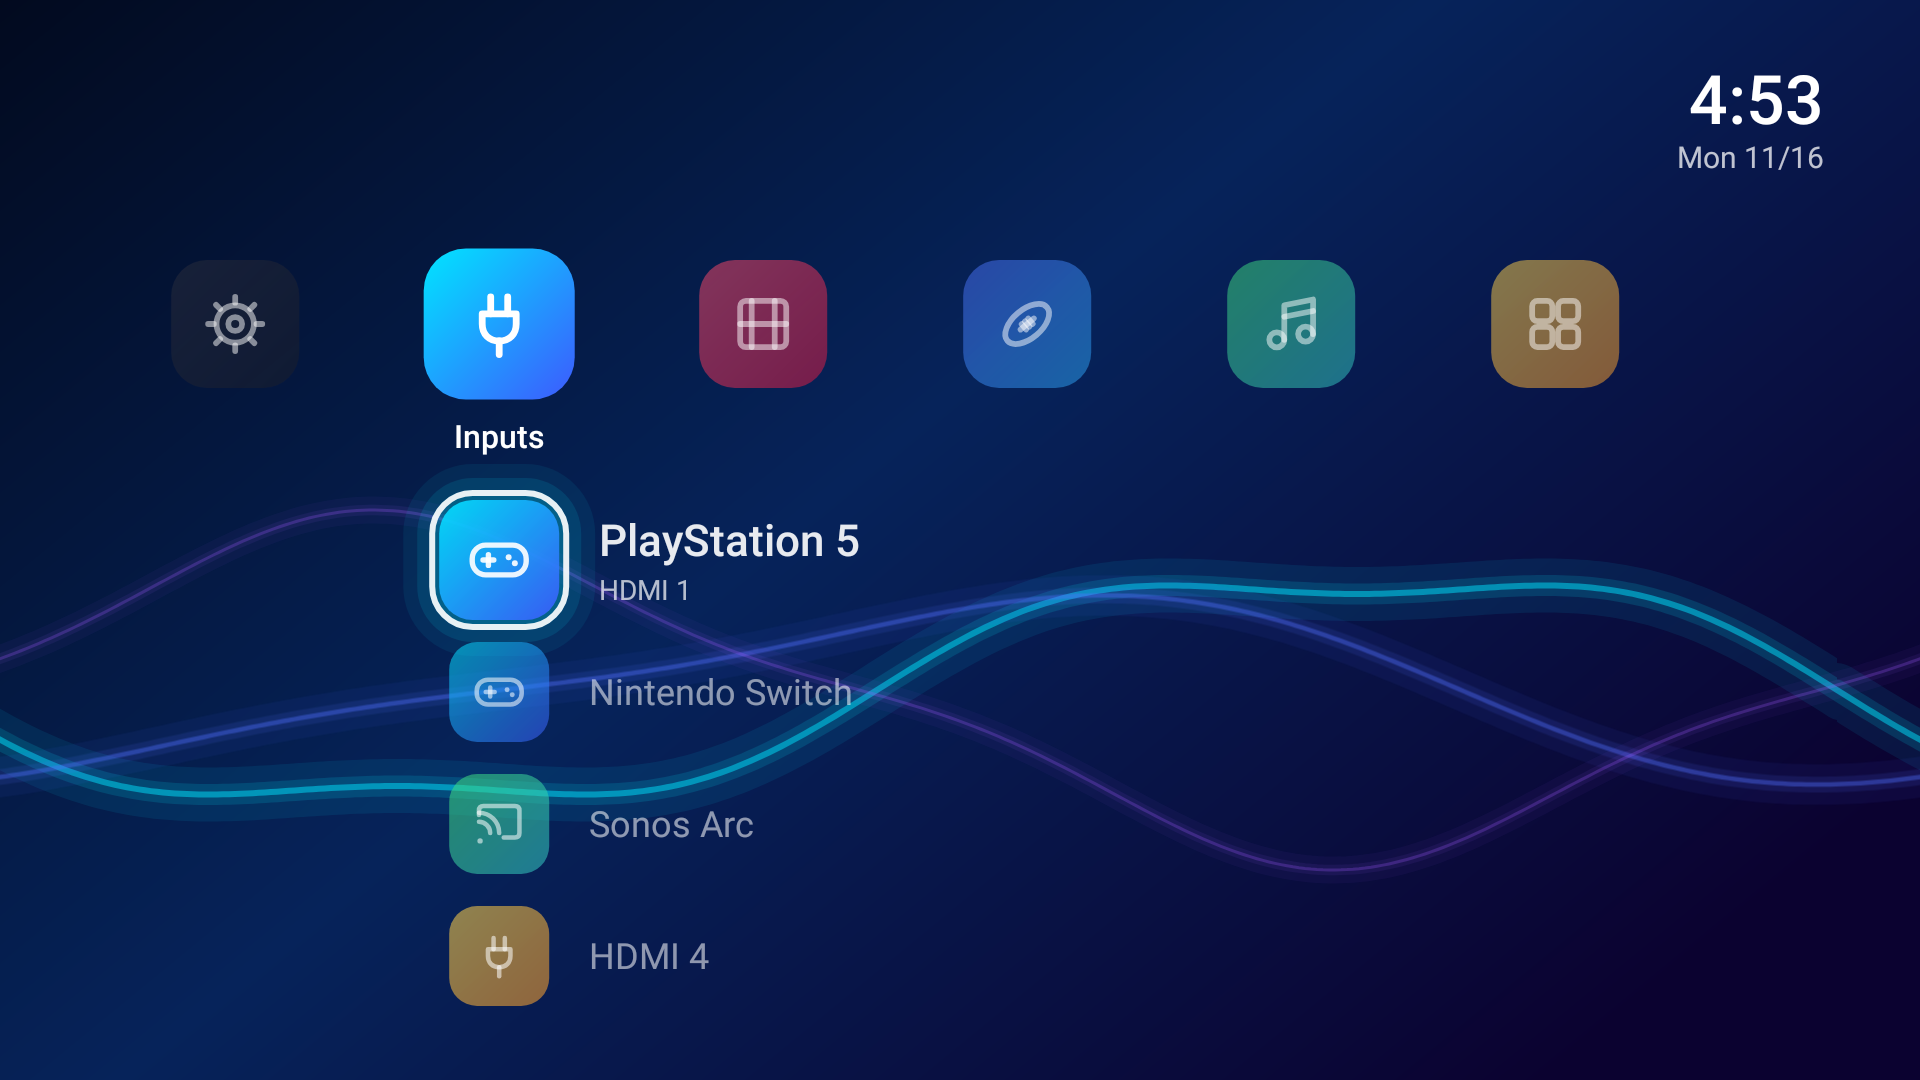 4:53
Mon 11/16
Inputs
PlayStation 5
HDMI 1
Nintendo Switch
Sonos Arc
HDMI 4